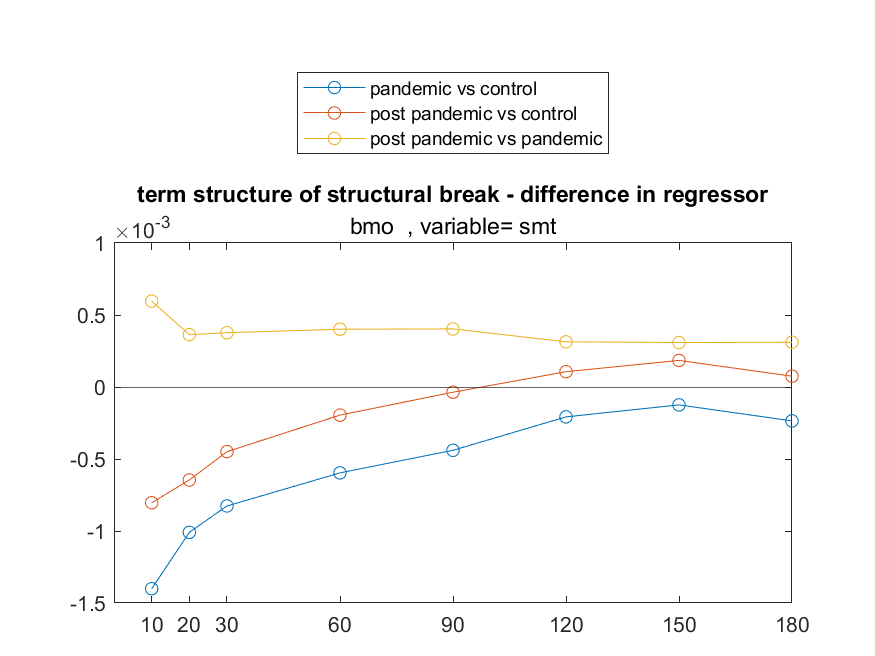 pandemic vs control
post pandemic vs control
post pandemic vs pandemic
term structure of structural break - difference in regressor
bmo  , variable= smt
×10-3
1
0.5
0
-0.5
-1
-1.5
10 20 30 60 90 120 150 180